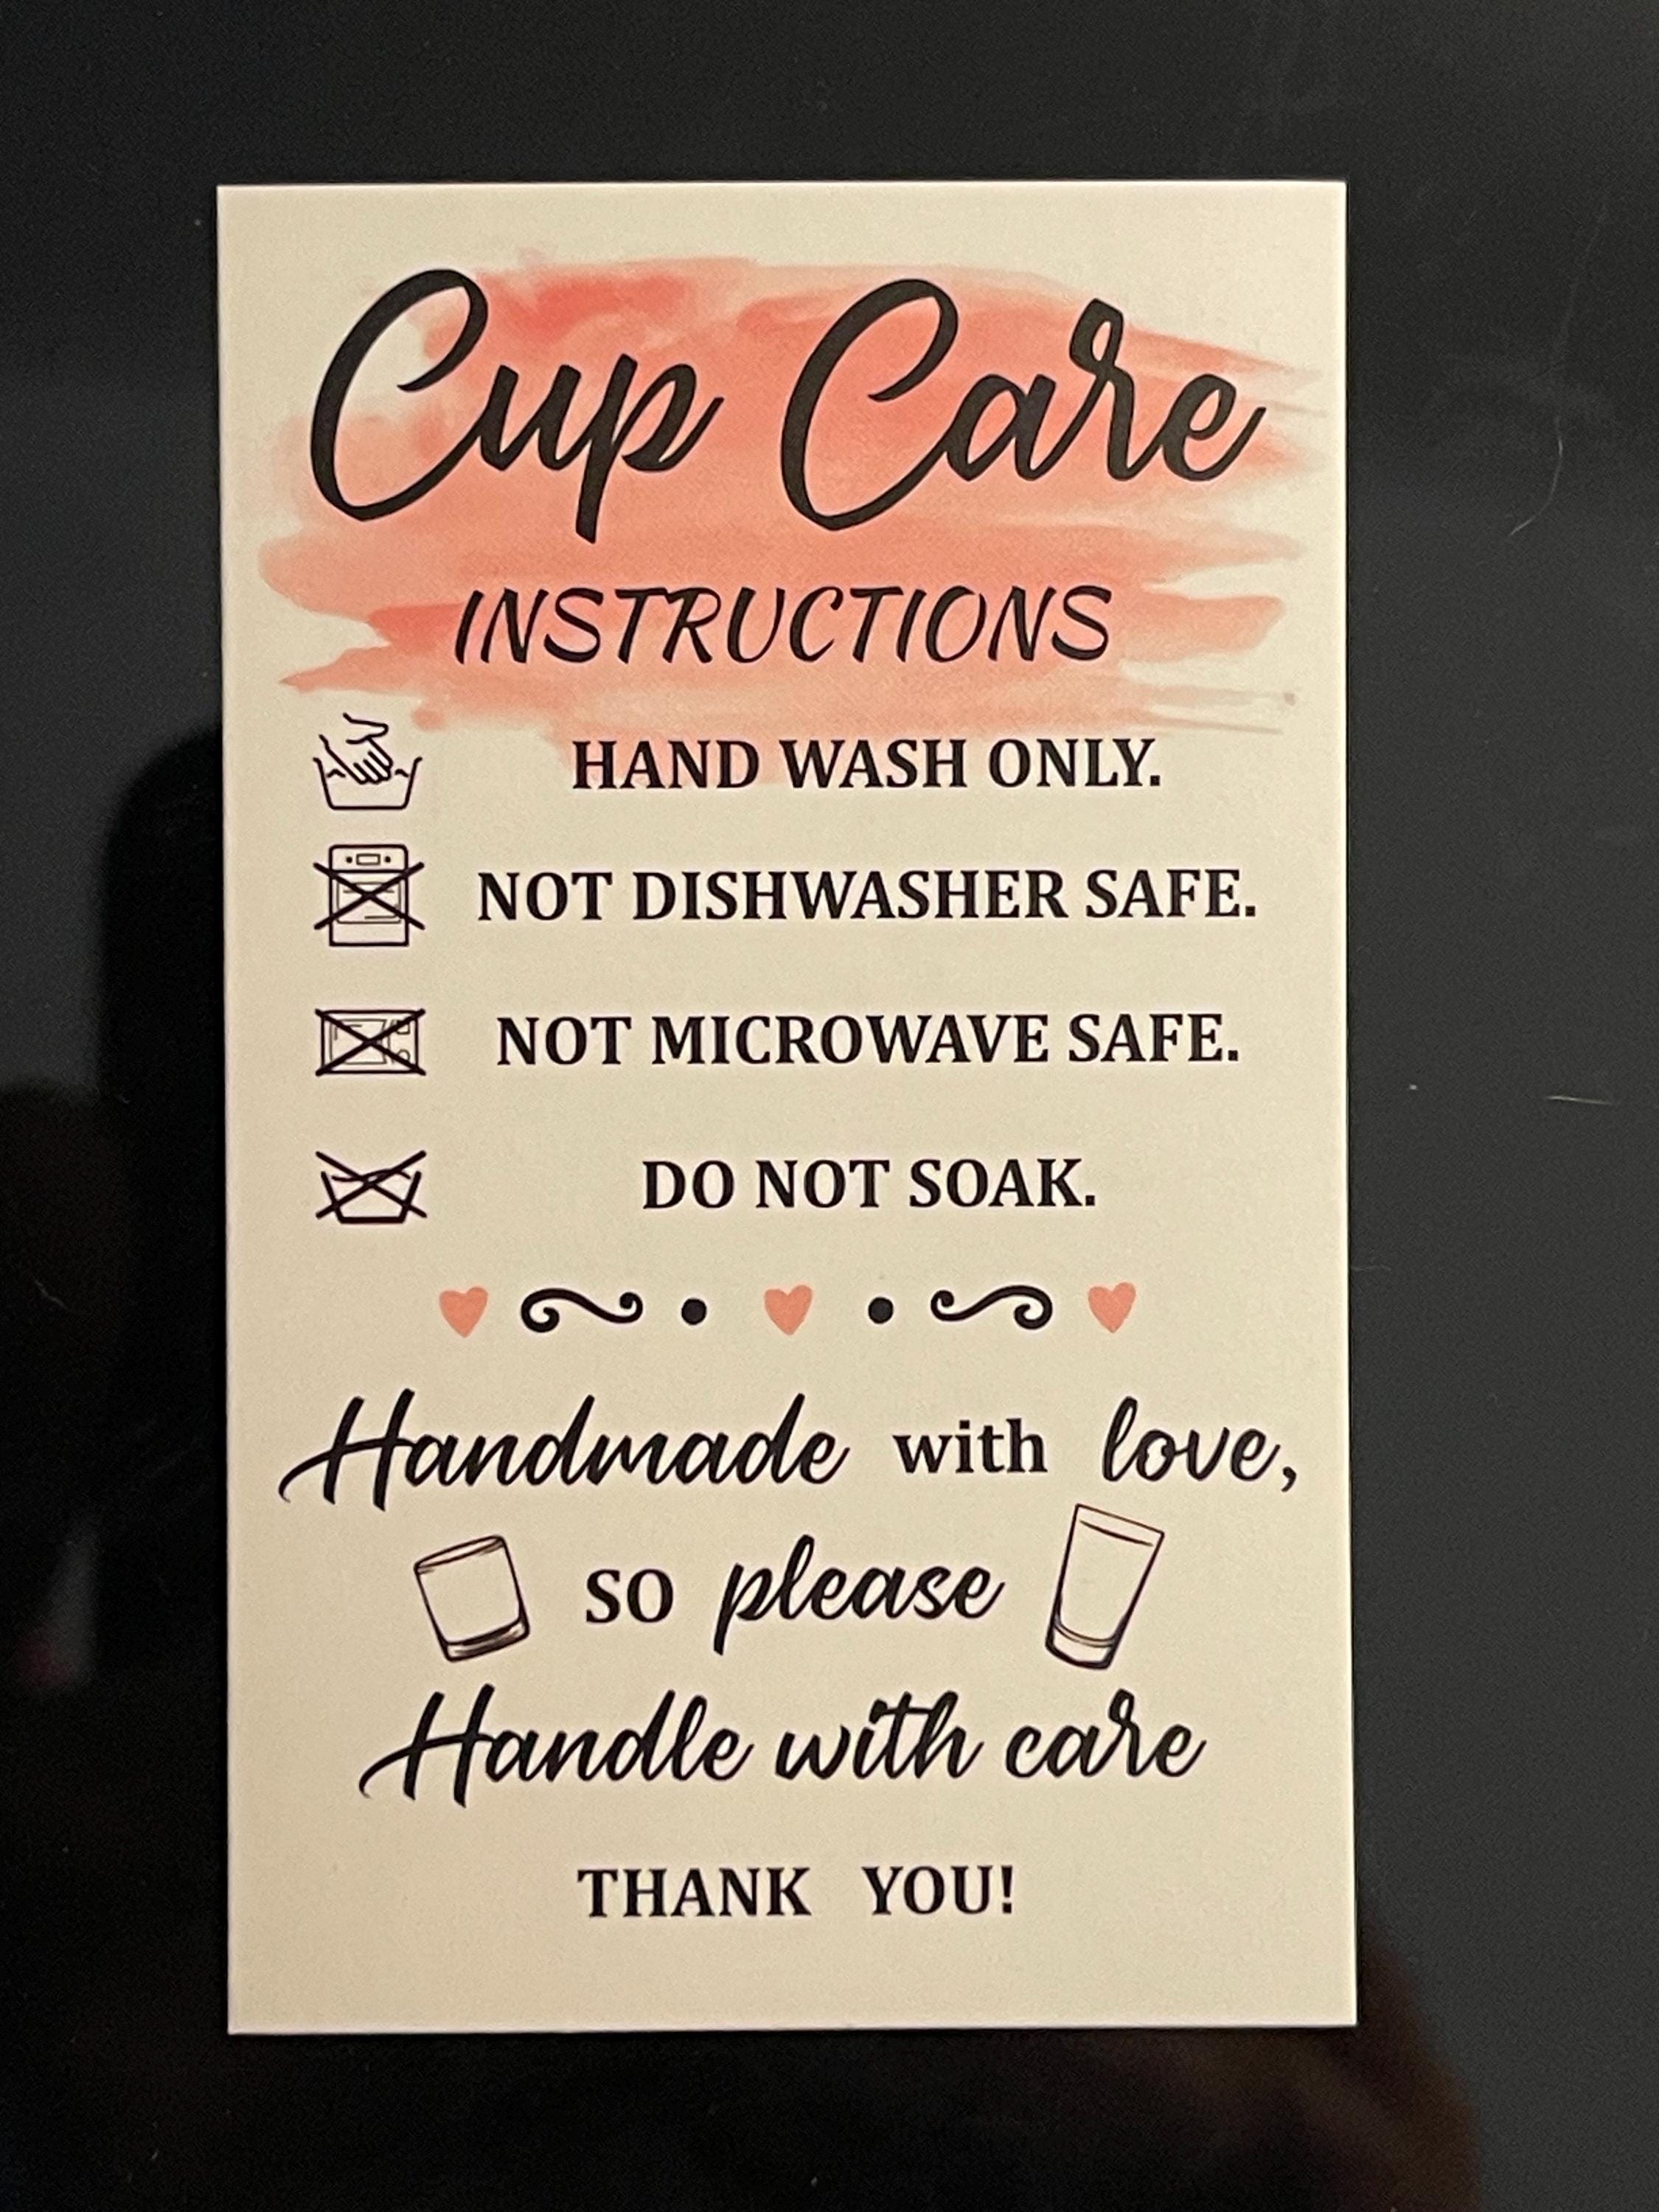 Cup Care
INSTRUCTIONS
HAND WASH ONLY.
NOT DISHWASHER SAFE.
NOT MICROWAVE SAFE.
DO NOT SOAK.
Handmade with love,
so please
Handle with care
THANK YOU!